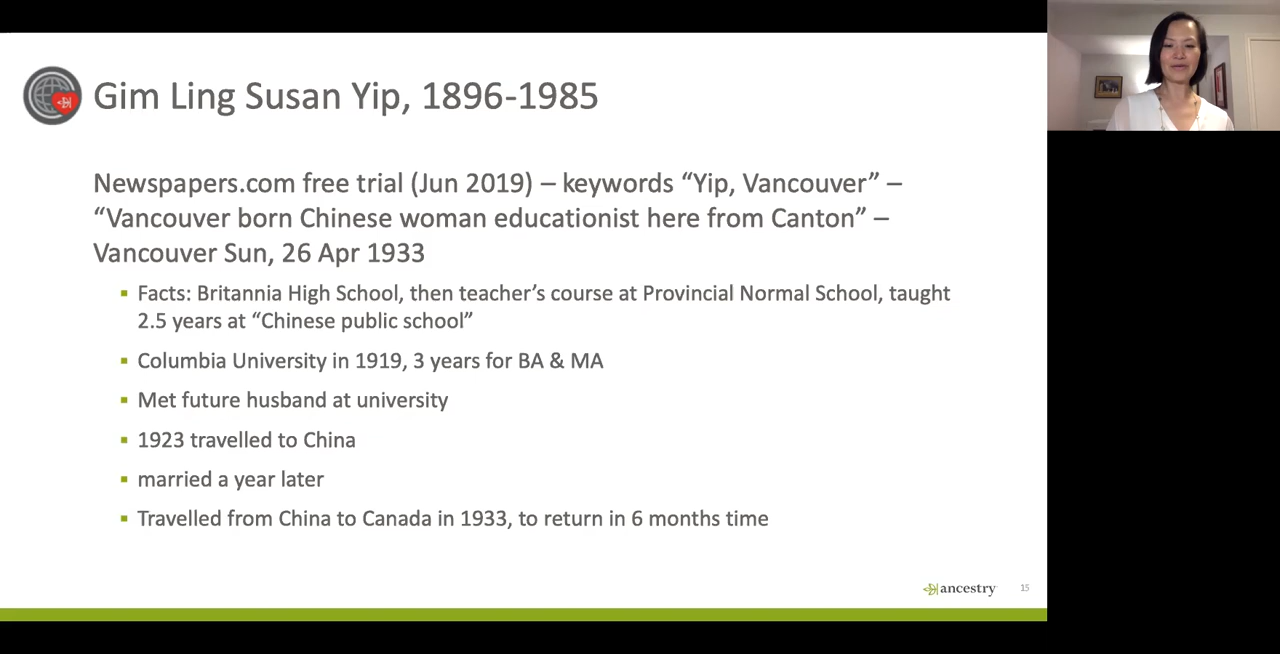 Gim Ling Susan Yip, 1896-1985
Newspapers.com free trial (Jun 2019) – keywords “Yip, Vancouver” –
“Vancouver born Chinese woman educationist here from Canton” –
Vancouver Sun, 26 Apr 1933
▪ Facts: Britannia High School, then teacher’s course at Provincial Normal School, taught
2.5 years at “Chinese public school”
▪ Columbia University in 1919, 3 years for BA & MA
▪ Met future husband at university
▪ 1923 travelled to China
▪ married a year later
▪ Travelled from China to Canada in 1933, to return in 6 months time
ancestry
15